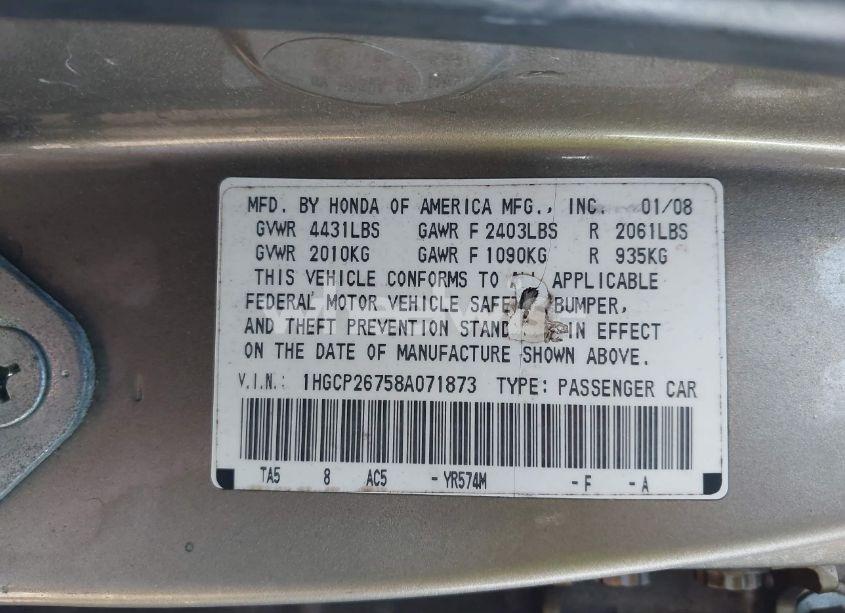 MFD. BY HONDA OF AMERICA MFG., INC. 01/08
GVWR 4431LBS GAWR F 2403LBS R 2061LBS
GVWR 2010KG GAWR F 1090KG R 935KG
THIS VEHICLE CONFORMS TO APPLICABLE
FEDERAL MOTOR VEHICLE BUMPER,
AND THEFT PREVENTION IN EFFECT
ON THE DATE OF MANUFACTURE SHOWN ABOVE.
V.I.N.: 1HGCP26758A071873 TYPE: PASSENGER CAR
TA5 8 AC5 - YR574M - F - A